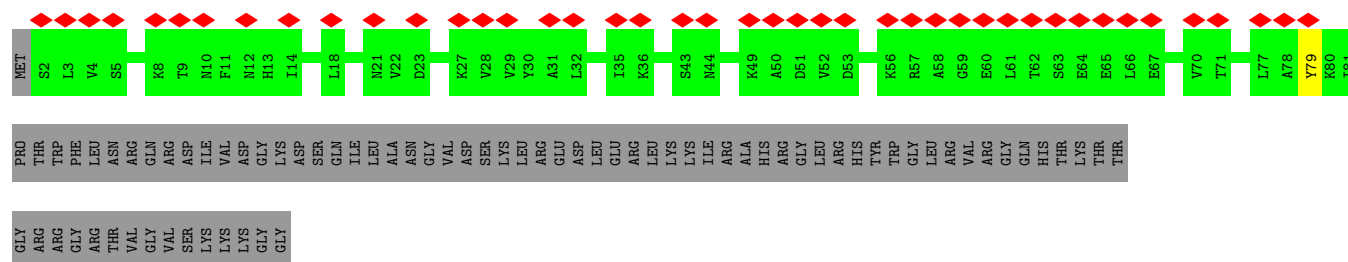 MET S2 L3 V4 S5 K8 T9 N10 F11 N12 H13 I14 L18 N21 V22 D23 K27 V28 V29 Y30 A31 L32 I35 K36 S43 N44 K49 A50 D51 V52 D53 K56 R57 A58 G59 E60 L61 T62 S63 E64 E65 L66 E67 V70 T71 L77 A78 Y79 K80 I81
PRO THR TRP PHE LEU ASN ARG GLN ARG ASP ILE VAL ASP GLY LYS ASP SER GLN ILE LEU ALA ASN GLY VAL ASP SER LYS LEU ARG GLU ASP LEU GLU ARG LEU LYS LYS ILE ARG ALA HIS ARG GLY LEU ARG HIS TYR TRP GLY LEU ARG VAL ARG GLY GLN HIS THR LYS THR THR
GLY ARG ARG GLY ARG THR VAL GLY VAL SER LYS LYS LYS GLY GLY